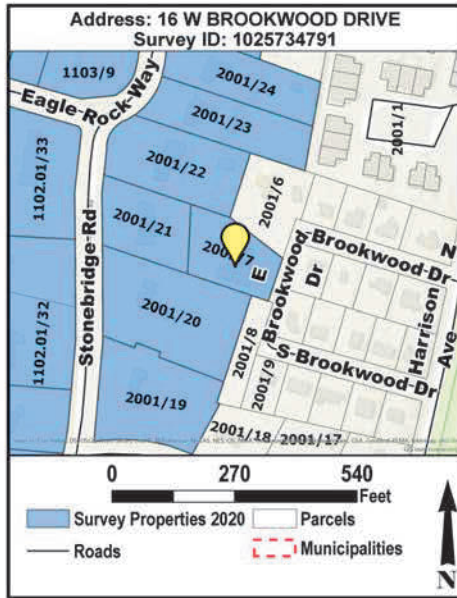 Address: 16 W BROOKWOOD DRIVE
Survey ID: 1025734791
1103/9
2001/24
Eagle-Rock-Way
2001/23
2001/1
1102.01/33
2001/22
2001/6
2001/21
2001/7
N
Brookwood-Dr
E
Brookwood
Dr
Stonebridge-Rd
2001/20
Harrison
Ave
1102.01/32
2001/8
2001/9
S-Brookwood-Dr
2001/19
2001/18
2001/17
0 270 540
Feet
Survey Properties 2020
Parcels
Roads
Municipalities
N